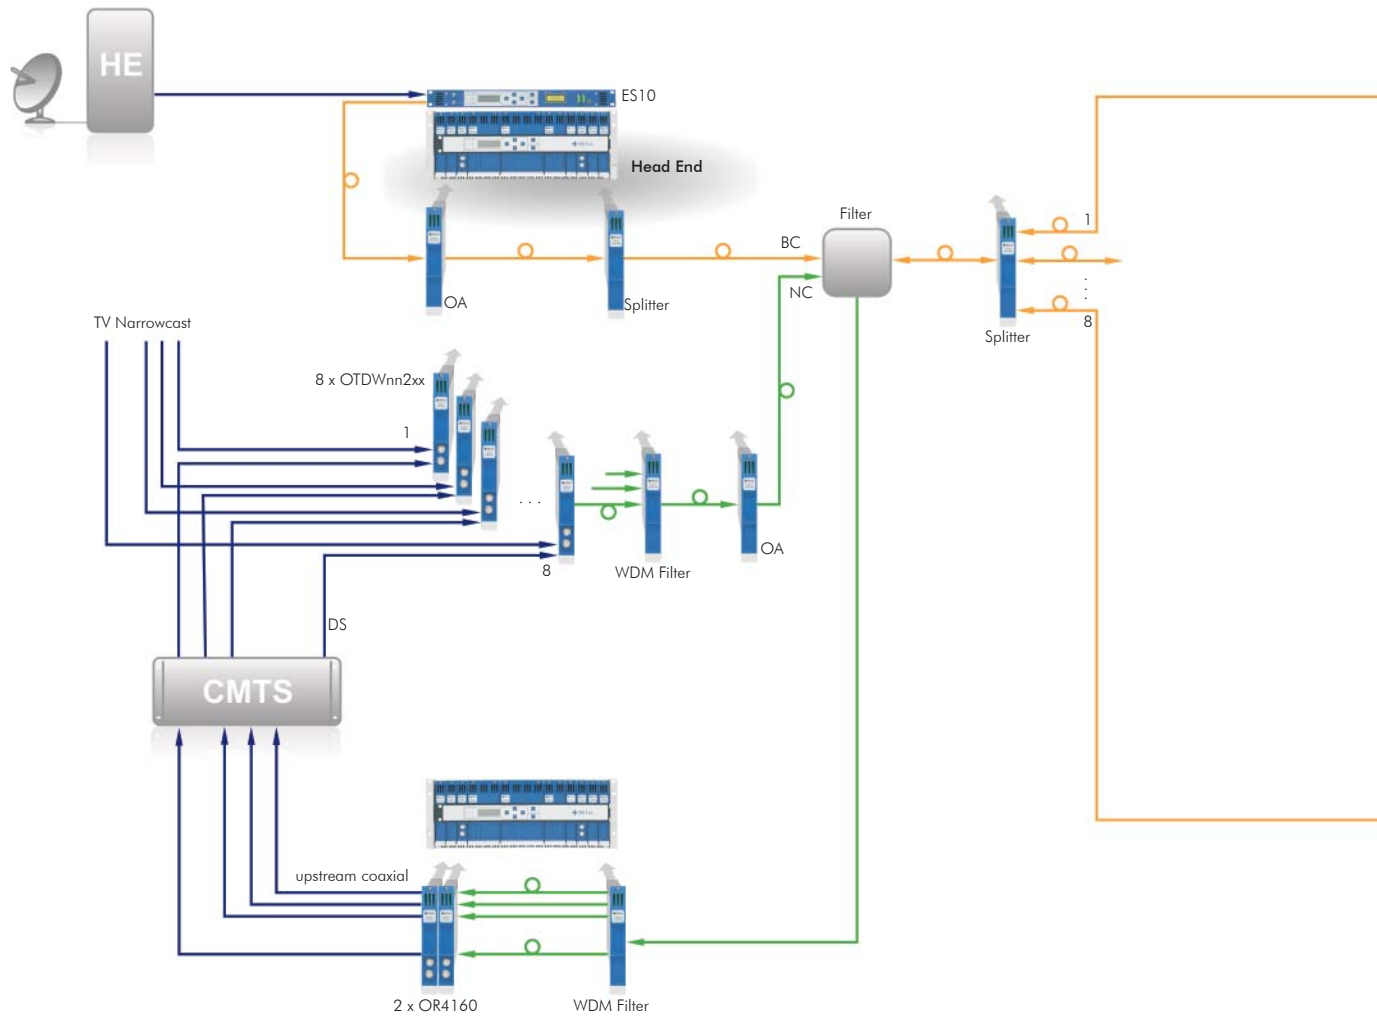 HE
ES10
Head End
Filter
1
BC
NC
OA
Splitter
. . .
8
Splitter
TV Narrowcast
8 x OTDWnn2xx
1
. . .
8
WDM Filter
OA
DS
CMTS
upstream coaxial
2 x OR4160
WDM Filter